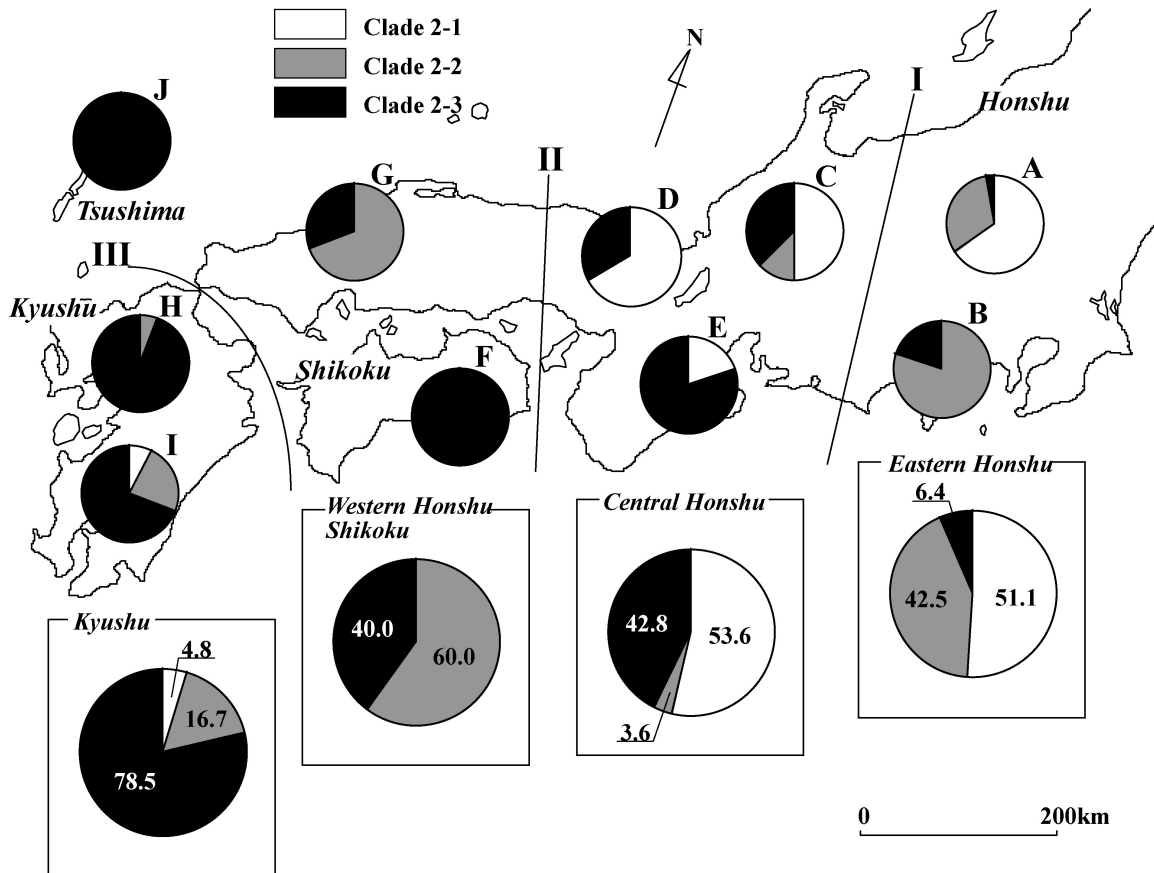 Clade 2-1
Clade 2-2
Clade 2-3
N
I
Honshu
J
Tsushima
G
II
D
C
A
III
Kyushu
H
Shikoku
F
E
B
I
Eastern Honshu
6.4
42.5
51.1
Central Honshu
42.8
53.6
3.6
Western Honshu
Shikoku
40.0
60.0
Kyushu
4.8
16.7
78.5
0 200km